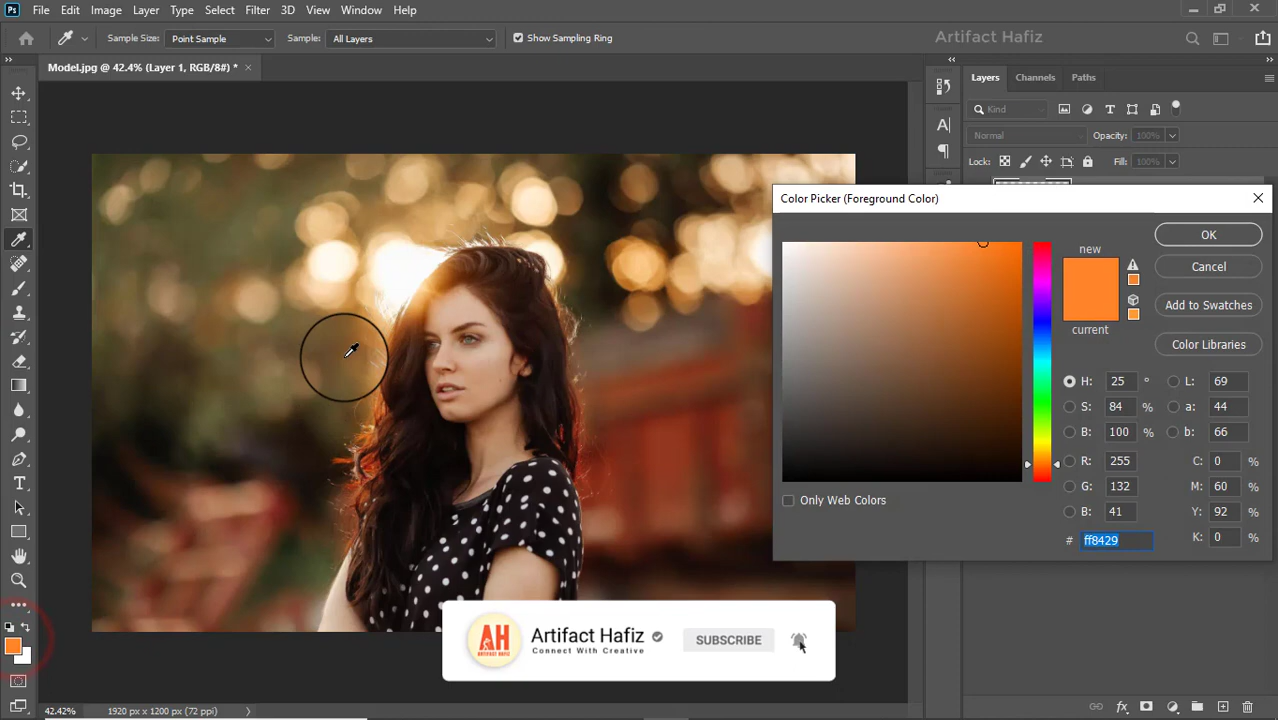 Ps File Edit Image Layer Type Select Filter 3D View Window Help
Sample Size: Point Sample Sample: All Layers Show Sampling Ring
Artifact Hafiz
Model.jpg @ 42.4% (Layer 1, RGB/8#) *
Layers Channels Paths
Kind
Normal Opacity: 100%
Lock: Fill: 100%
Color Picker (Foreground Color)
new
current
OK
Cancel
Add to Swatches
Color Libraries
H: 25 ° L: 69
S: 84 % a: 44
B: 100 % b: 66
R: 255 C: 0 %
G: 132 M: 60 %
B: 41 Y: 92 %
# ff8429 K: 0 %
Only Web Colors
AH
ARTIFACT HAFIZ
Artifact Hafiz
Connect With Creative
SUBSCRIBE
42.42% 1920 px x 1200 px (72 ppi)